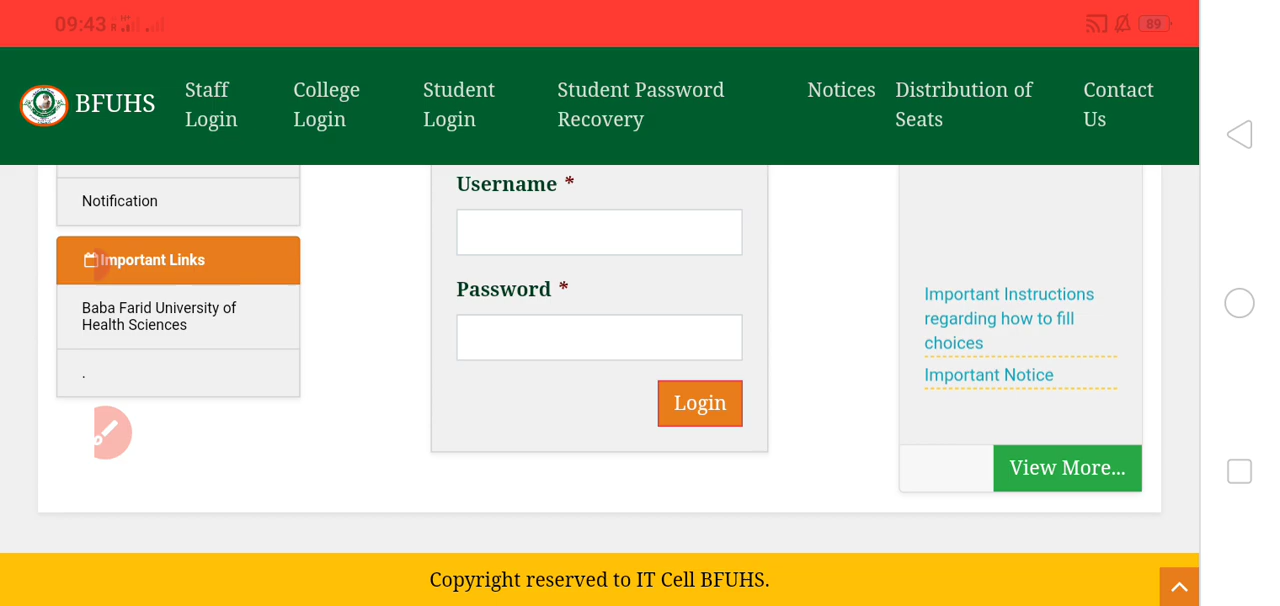 09:43
89
BFUHS
Staff
Login
College
Login
Student
Login
Student Password
Recovery
Notices
Distribution of
Seats
Contact
Us
Notification
Important Links
Baba Farid University of
Health Sciences
.
Username *
Password *
Login
Important Instructions
regarding how to fill
choices
Important Notice
View More...
Copyright reserved to IT Cell BFUHS.